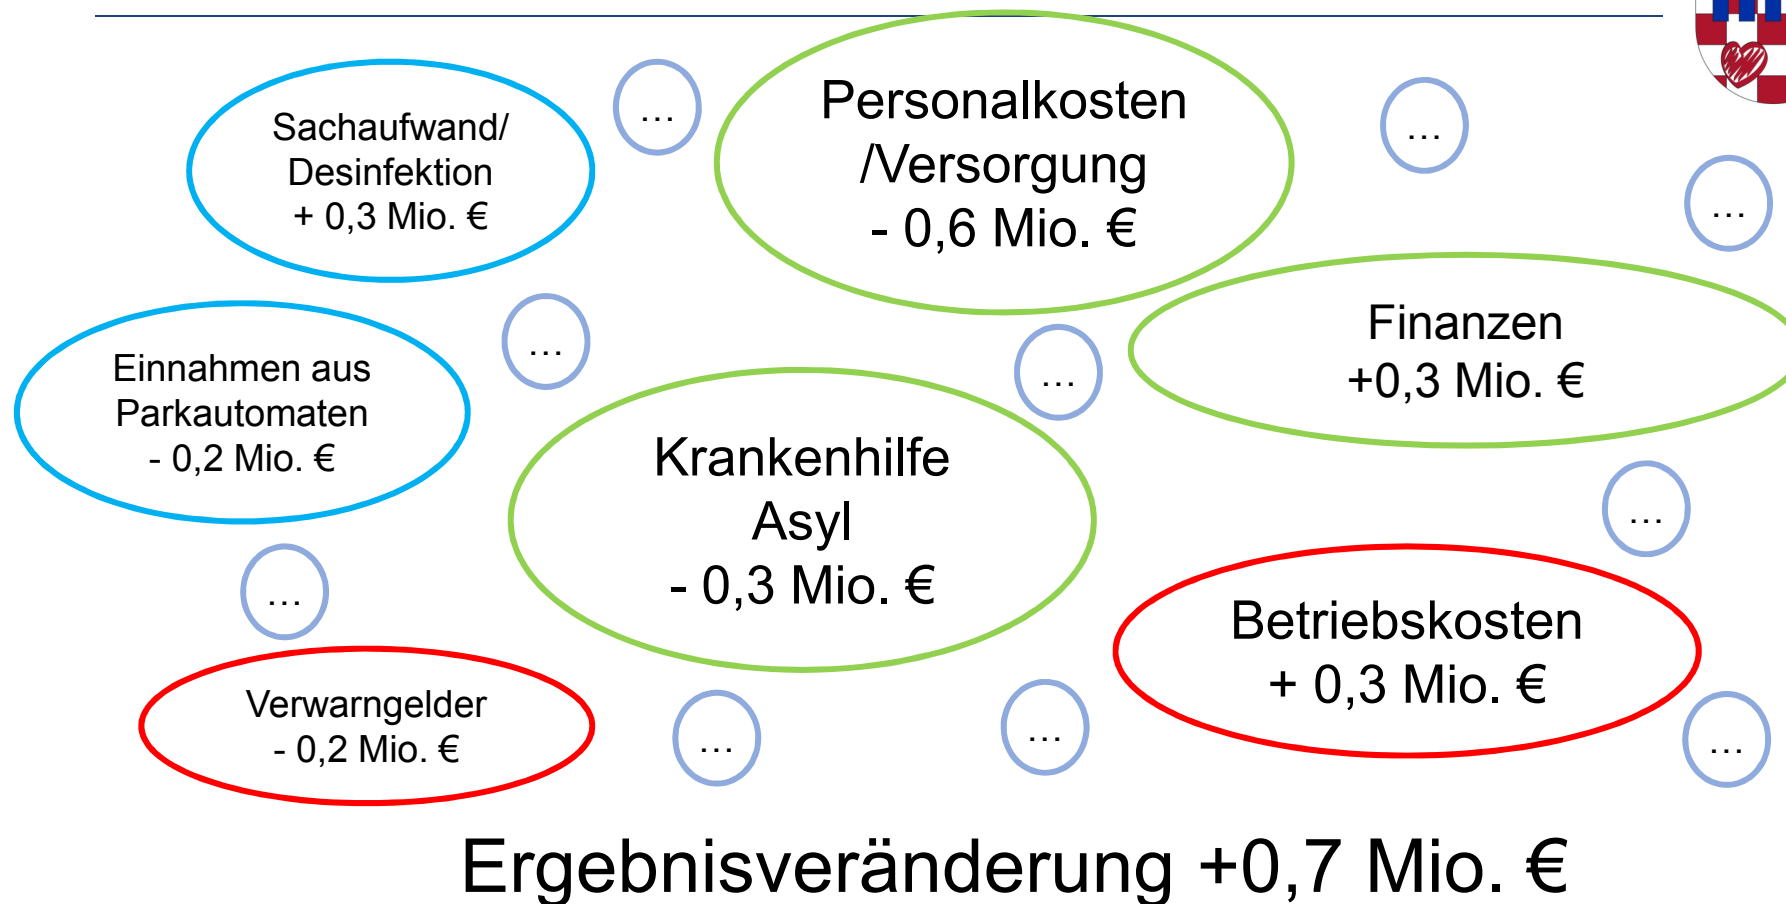 Sachaufwand/
Desinfektion
+ 0,3 Mio. €
...
Personalkosten
/Versorgung
- 0,6 Mio. €
...
...
Einnahmen aus
Parkautomaten
- 0,2 Mio. €
...
...
Finanzen
+0,3 Mio. €
Krankenhilfe
Asyl
- 0,3 Mio. €
...
...
Betriebskosten
+ 0,3 Mio. €
Verwarngelder
- 0,2 Mio. €
...
...
...
Ergebnisveränderung +0,7 Mio. €